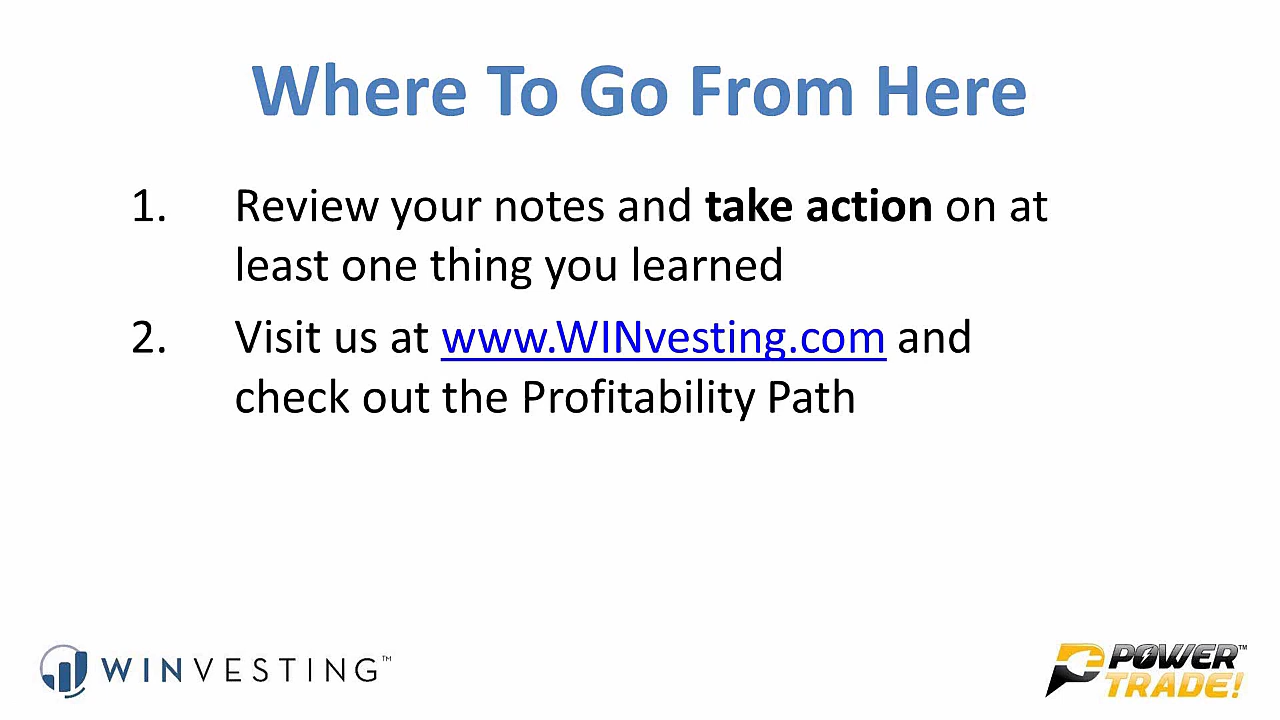 Where To Go From Here
1. Review your notes and take action on at
least one thing you learned
2. Visit us at www.WINvesting.com and
check out the Profitability Path
WINVESTING™
POWER™
TRADE!